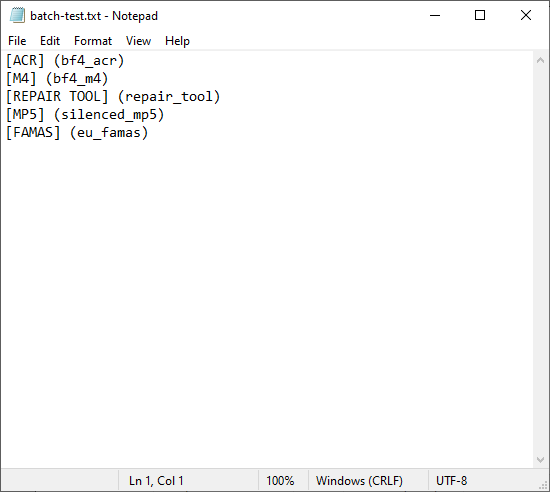 batch-test.txt - Notepad
File Edit Format View Help
[ACR] (bf4_acr)
[M4] (bf4_m4)
[REPAIR TOOL] (repair_tool)
[MP5] (silenced_mp5)
[FAMAS] (eu_famas)
Ln 1, Col 1 100% Windows (CRLF) UTF-8